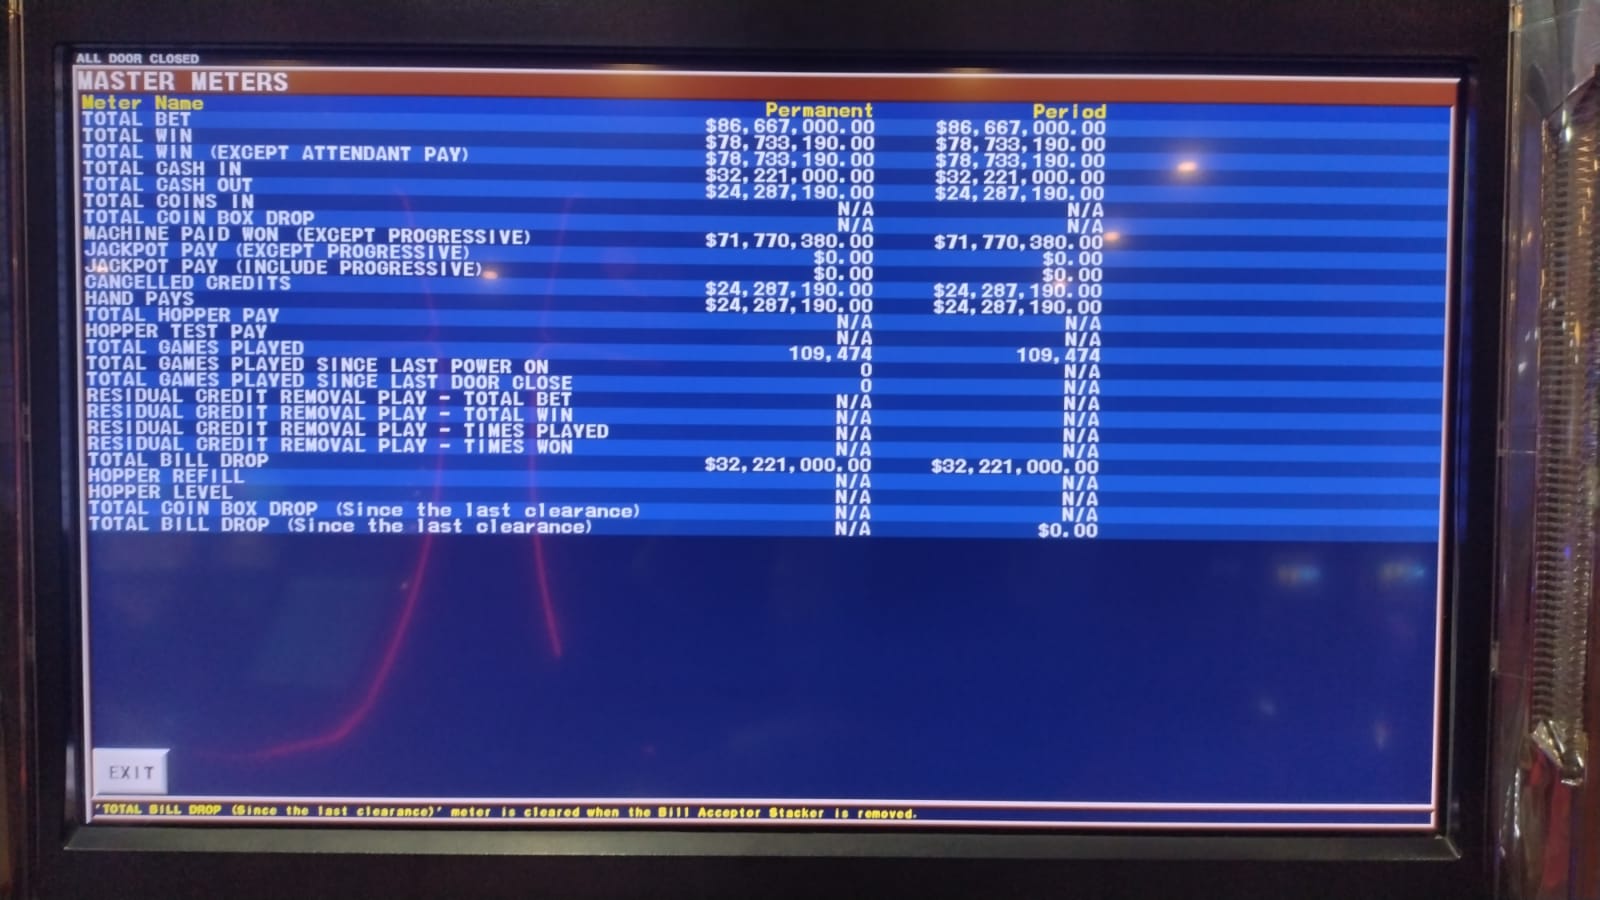 ALL DOOR CLOSED
MASTER METERS
Meter Name Permanent Period
TOTAL BET $86,667,000.00 $86,667,000.00
TOTAL WIN $78,733,190.00 $78,733,190.00
TOTAL WIN (EXCEPT ATTENDANT PAY) $78,733,190.00 $78,733,190.00
TOTAL CASH IN $32,221,000.00 $32,221,000.00
TOTAL CASH OUT $24,287,190.00 $24,287,190.00
TOTAL COINS IN N/A N/A
TOTAL COIN BOX DROP N/A N/A
MACHINE PAID WON (EXCEPT PROGRESSIVE) $71,770,380.00 $71,770,380.00
JACKPOT PAY (EXCEPT PROGRESSIVE) $0.00 $0.00
JACKPOT PAY (INCLUDE PROGRESSIVE) $0.00 $0.00
CANCELLED CREDITS $24,287,190.00 $24,287,190.00
HAND PAYS $24,287,190.00 $24,287,190.00
TOTAL HOPPER PAY N/A N/A
HOPPER TEST PAY N/A N/A
TOTAL GAMES PLAYED 109,474 109,474
TOTAL GAMES PLAYED SINCE LAST POWER ON 0 N/A
TOTAL GAMES PLAYED SINCE LAST DOOR CLOSE 0 N/A
RESIDUAL CREDIT REMOVAL PLAY - TOTAL BET N/A N/A
RESIDUAL CREDIT REMOVAL PLAY - TOTAL WIN N/A N/A
RESIDUAL CREDIT REMOVAL PLAY - TIMES PLAYED N/A N/A
RESIDUAL CREDIT REMOVAL PLAY - TIMES WON N/A N/A
TOTAL BILL DROP $32,221,000.00 $32,221,000.00
HOPPER REFILL N/A N/A
HOPPER LEVEL N/A N/A
TOTAL COIN BOX DROP (Since the last clearance) N/A N/A
TOTAL BILL DROP (Since the last clearance) N/A $0.00
EXIT
'TOTAL BILL DROP (Since the last clearance)' meter is cleared when the Bill Acceptor Stacker is removed.